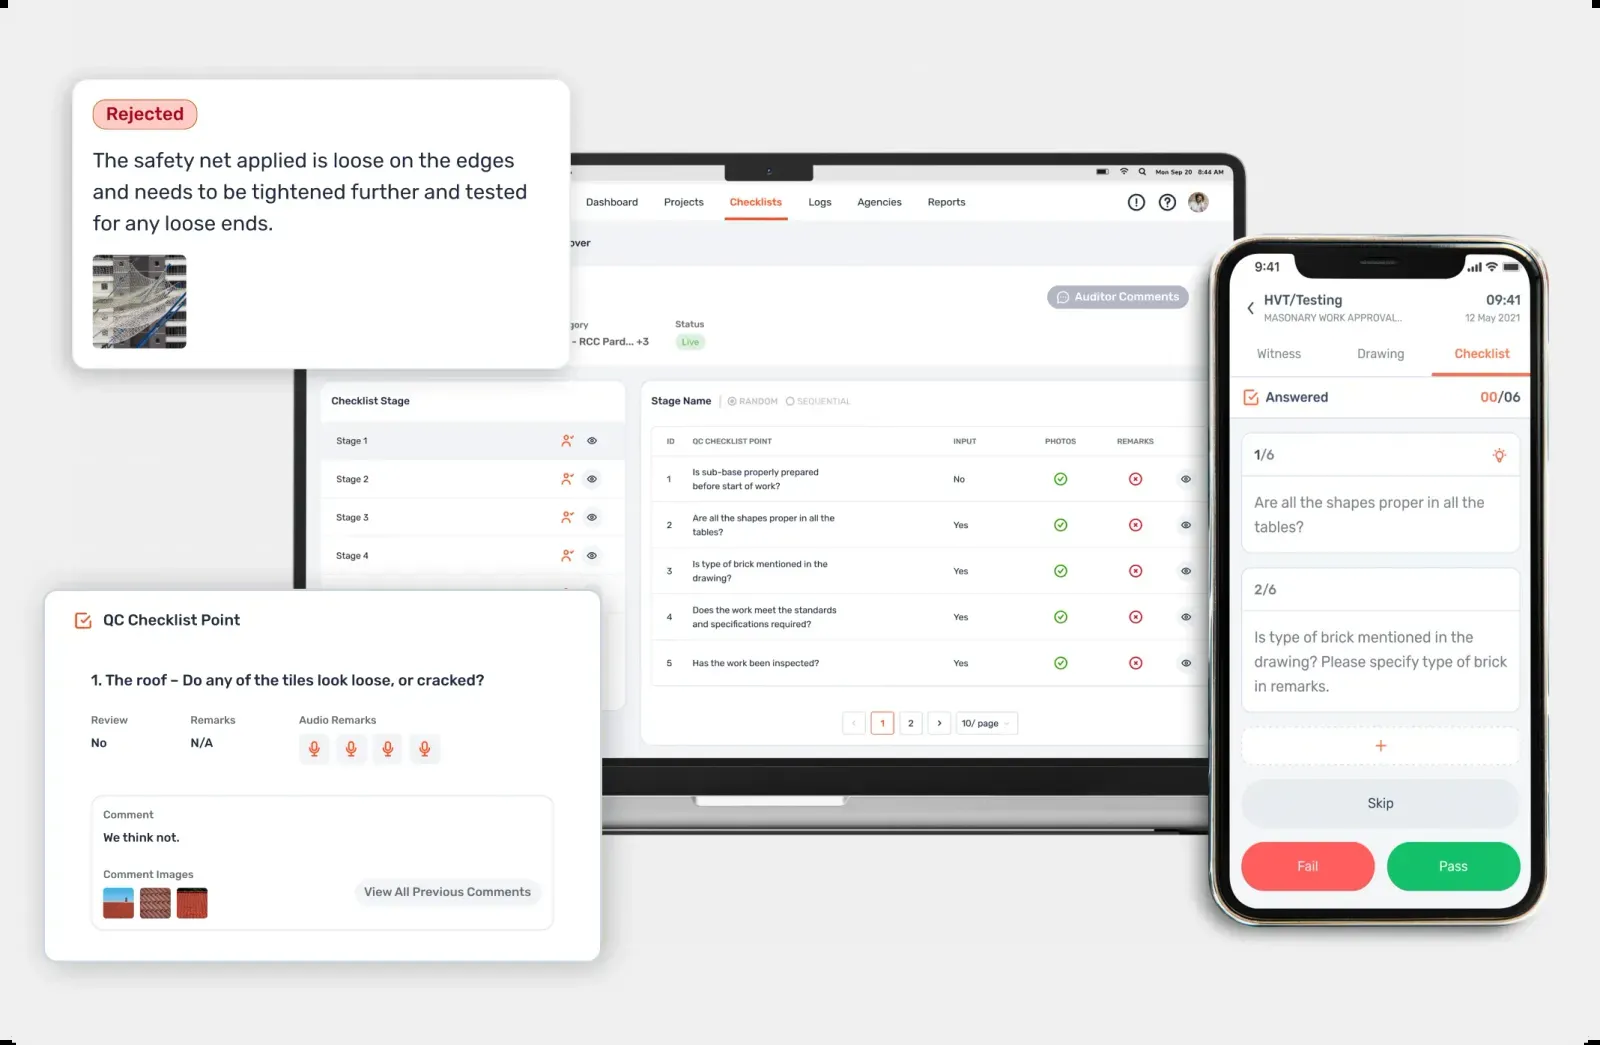 Rejected
The safety net applied is loose on the edges
and needs to be tightened further and tested
for any loose ends.
Mon Sep 20 8:44 AM
Dashboard Projects Checklists Logs Agencies Reports
over
Auditor Comments
gory Status
- RCC Pard... +3 Live
Checklist Stage
Stage 1
Stage 2
Stage 3
Stage 4
Stage Name RANDOM SEQUENTIAL
ID QC CHECKLIST POINT INPUT PHOTOS REMARKS
1 Is sub-base properly prepared
before start of work? No
2 Are all the shapes proper in all the
tables? Yes
3 Is type of brick mentioned in the
drawing? Yes
4 Does the work meet the standards
and specifications required? Yes
5 Has the work been inspected? Yes
1 2 10/ page
QC Checklist Point
1. The roof – Do any of the tiles look loose, or cracked?
Review Remarks Audio Remarks
No N/A
Comment
We think not.
Comment Images
View All Previous Comments
9:41
HVT/Testing 09:41
MASONARY WORK APPROVAL... 12 May 2021
Witness Drawing Checklist
Answered 00/06
1/6
Are all the shapes proper in all the
tables?
2/6
Is type of brick mentioned in the
drawing? Please specify type of brick
in remarks.
+
Skip
Fail Pass